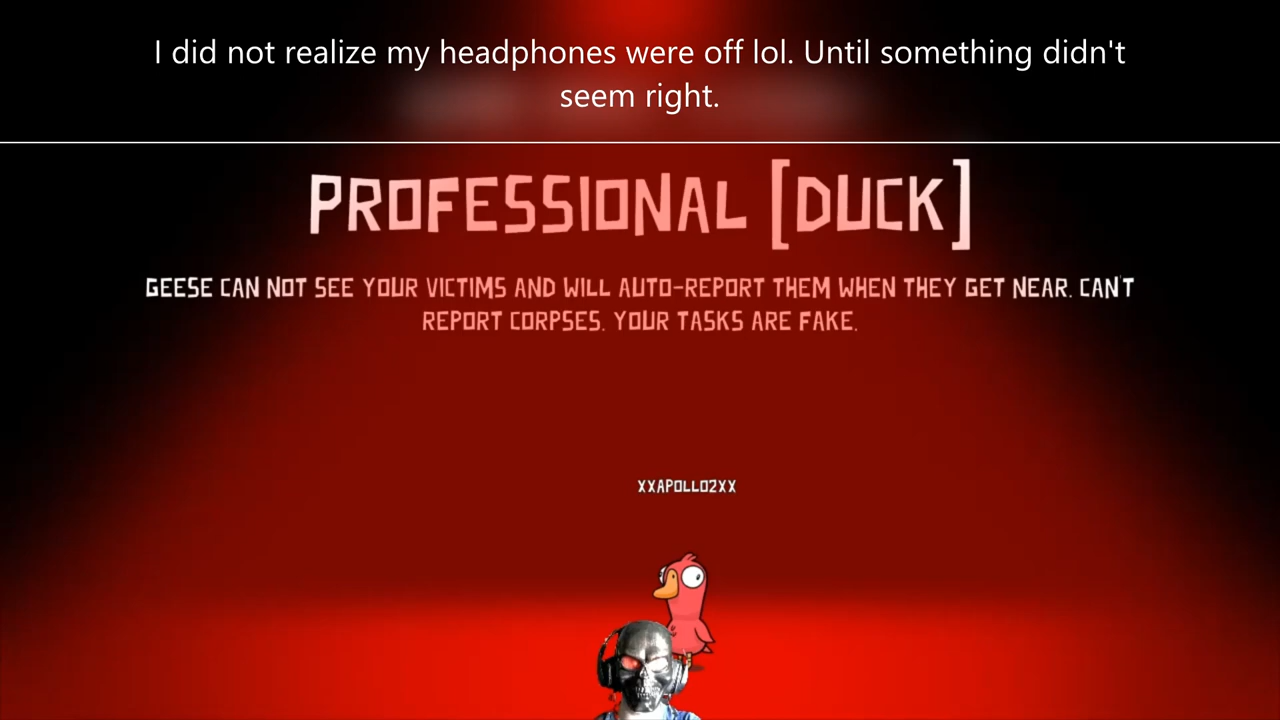 I did not realize my headphones were off lol. Until something didn't
seem right.
PROFESSIONAL [DUCK]
GEESE CAN NOT SEE YOUR VICTIMS AND WILL AUTO-REPORT THEM WHEN THEY GET NEAR. CAN'T
REPORT CORPSES. YOUR TASKS ARE FAKE.
XXAPOLLO2XX